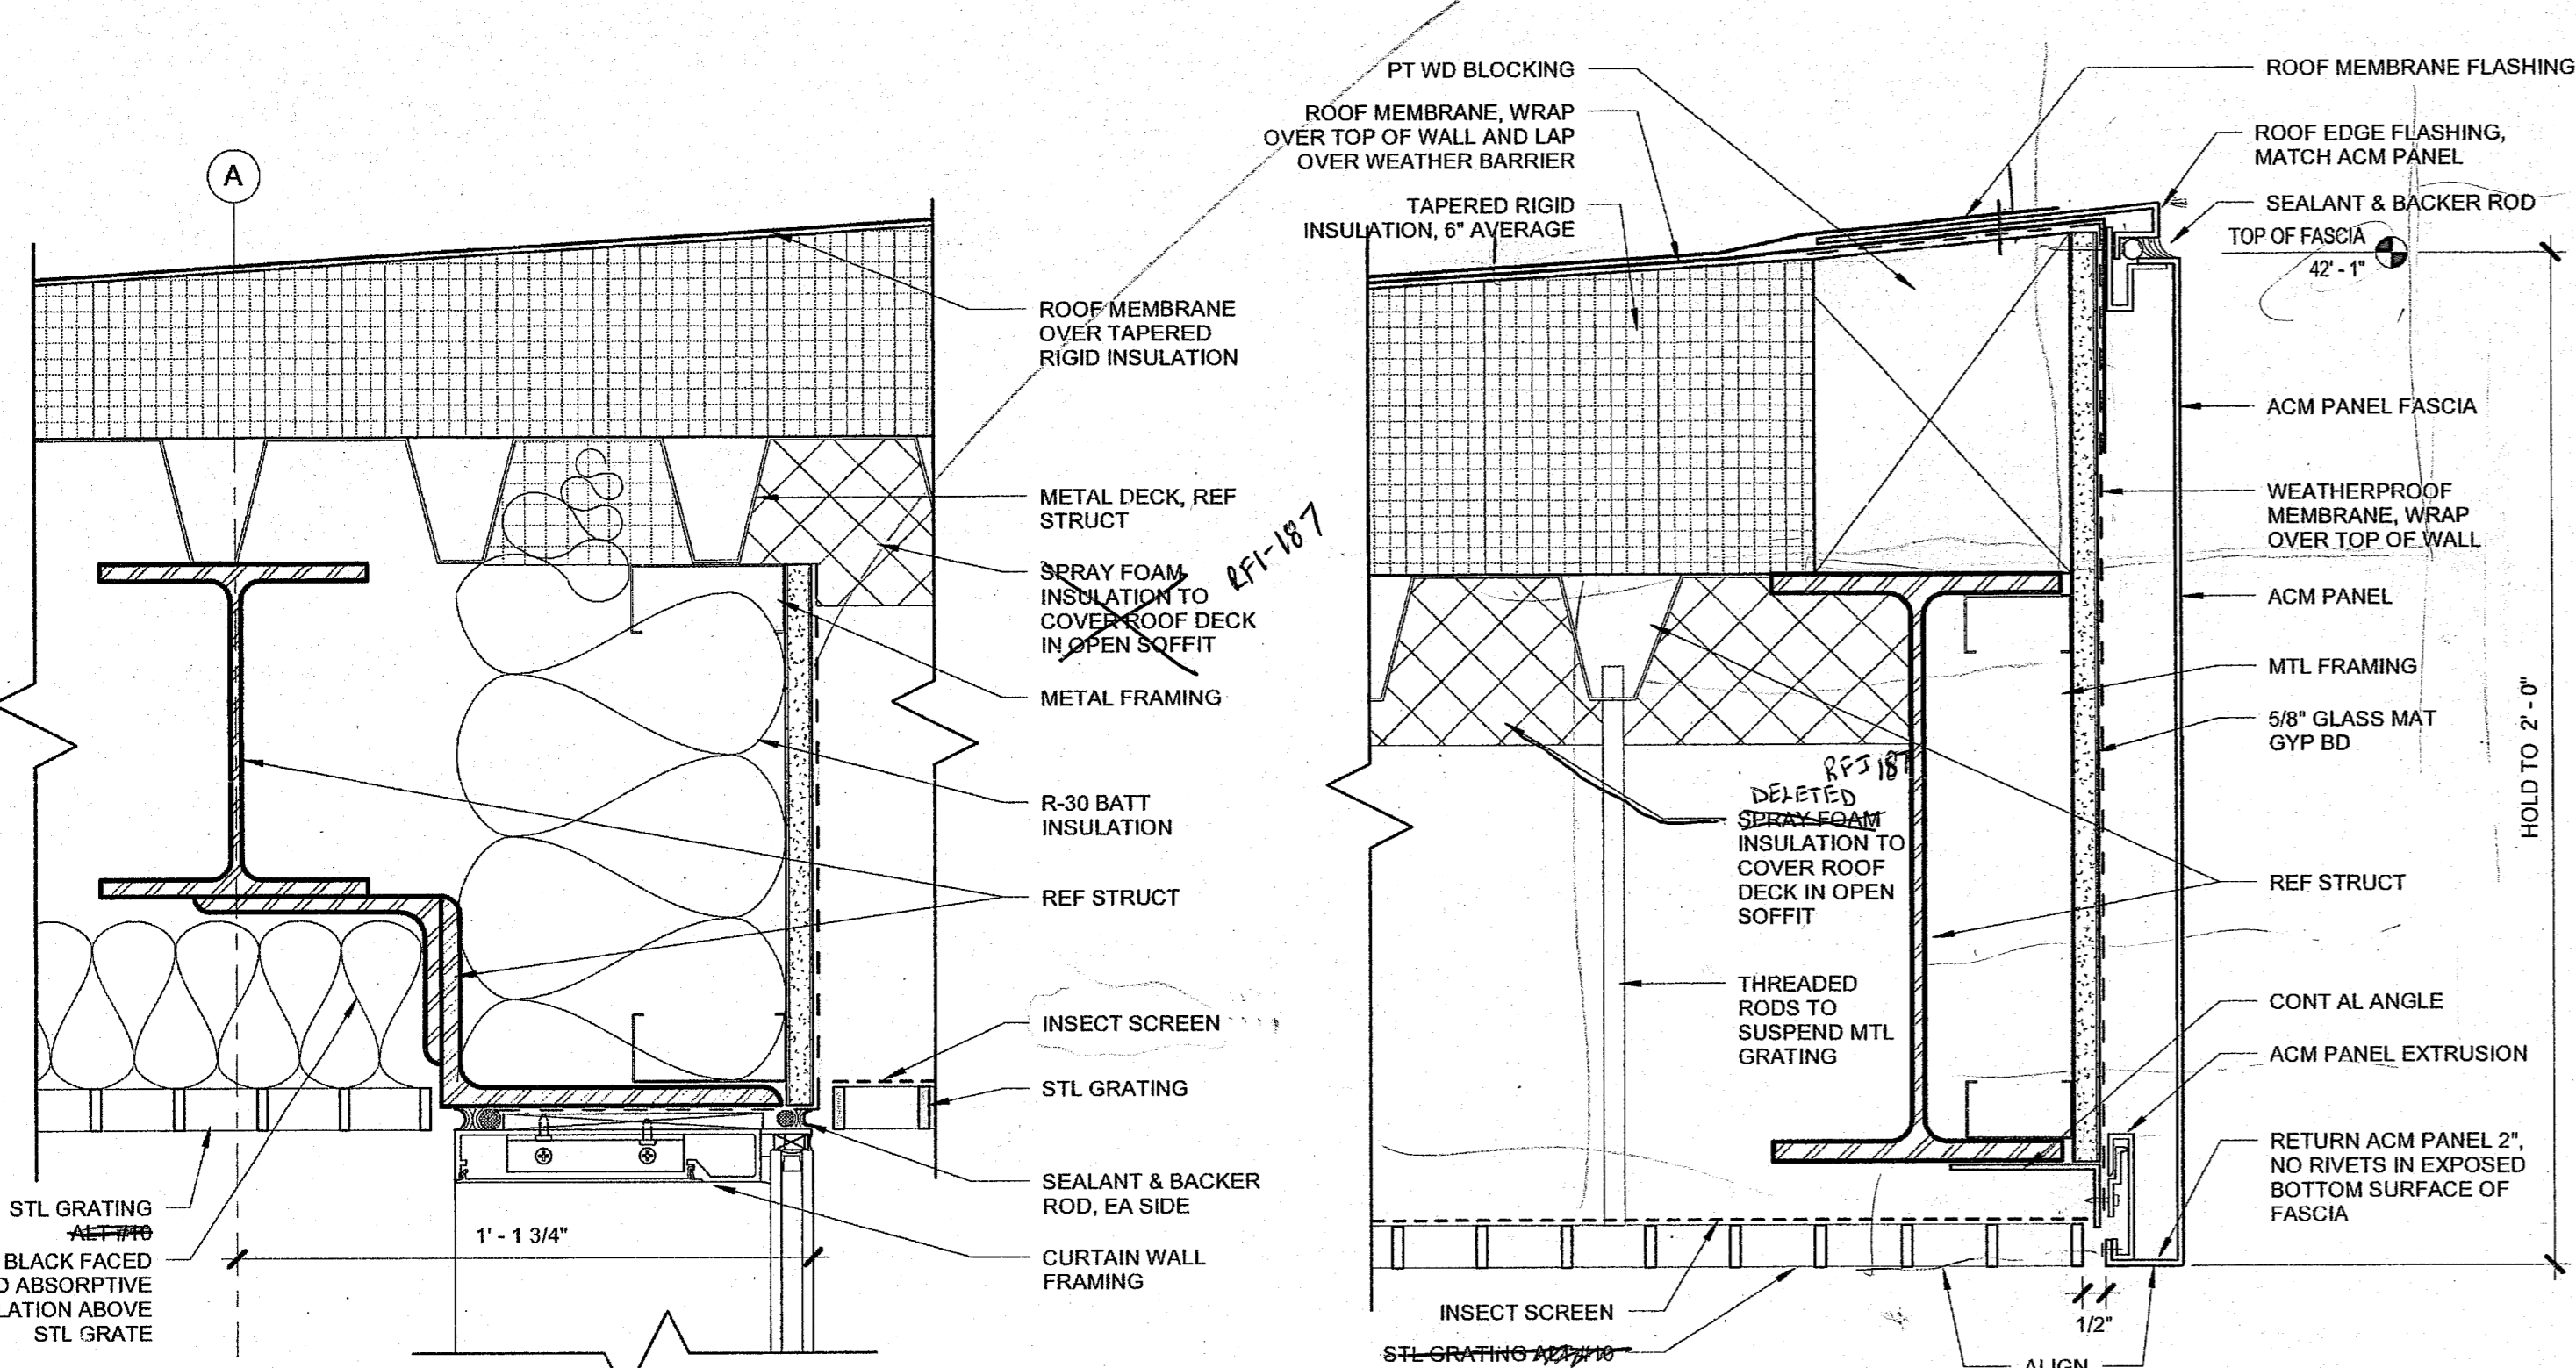 A
ROOF MEMBRANE
OVER TAPERED
RIGID INSULATION
METAL DECK, REF
STRUCT
SPRAY FOAM
INSULATION TO
COVER ROOF DECK
IN OPEN SOFFIT
RFI-187
METAL FRAMING
R-30 BATT
INSULATION
REF STRUCT
INSECT SCREEN
STL GRATING
SEALANT & BACKER
ROD, EA SIDE
CURTAIN WALL
FRAMING
STL GRATING
ALT #10
BLACK FACED
D ABSORPTIVE
LATION ABOVE
STL GRATE
1' - 1 3/4"
PT WD BLOCKING
ROOF MEMBRANE, WRAP
OVER TOP OF WALL AND LAP
OVER WEATHER BARRIER
TAPERED RIGID
INSULATION, 6" AVERAGE
RFI 187
DELETED
SPRAY FOAM
INSULATION TO
COVER ROOF
DECK IN OPEN
SOFFIT
THREADED
RODS TO
SUSPEND MTL
GRATING
INSECT SCREEN
STL GRATING ALT #10
ROOF MEMBRANE FLASHING
ROOF EDGE FLASHING,
MATCH ACM PANEL
SEALANT & BACKER ROD
TOP OF FASCIA
42' - 1"
ACM PANEL FASCIA
WEATHERPROOF
MEMBRANE, WRAP
OVER TOP OF WALL
ACM PANEL
MTL FRAMING
5/8" GLASS MAT
GYP BD
REF STRUCT
CONT AL ANGLE
ACM PANEL EXTRUSION
RETURN ACM PANEL 2",
NO RIVETS IN EXPOSED
BOTTOM SURFACE OF
FASCIA
HOLD TO 2' - 0"
1/2"
ALIGN